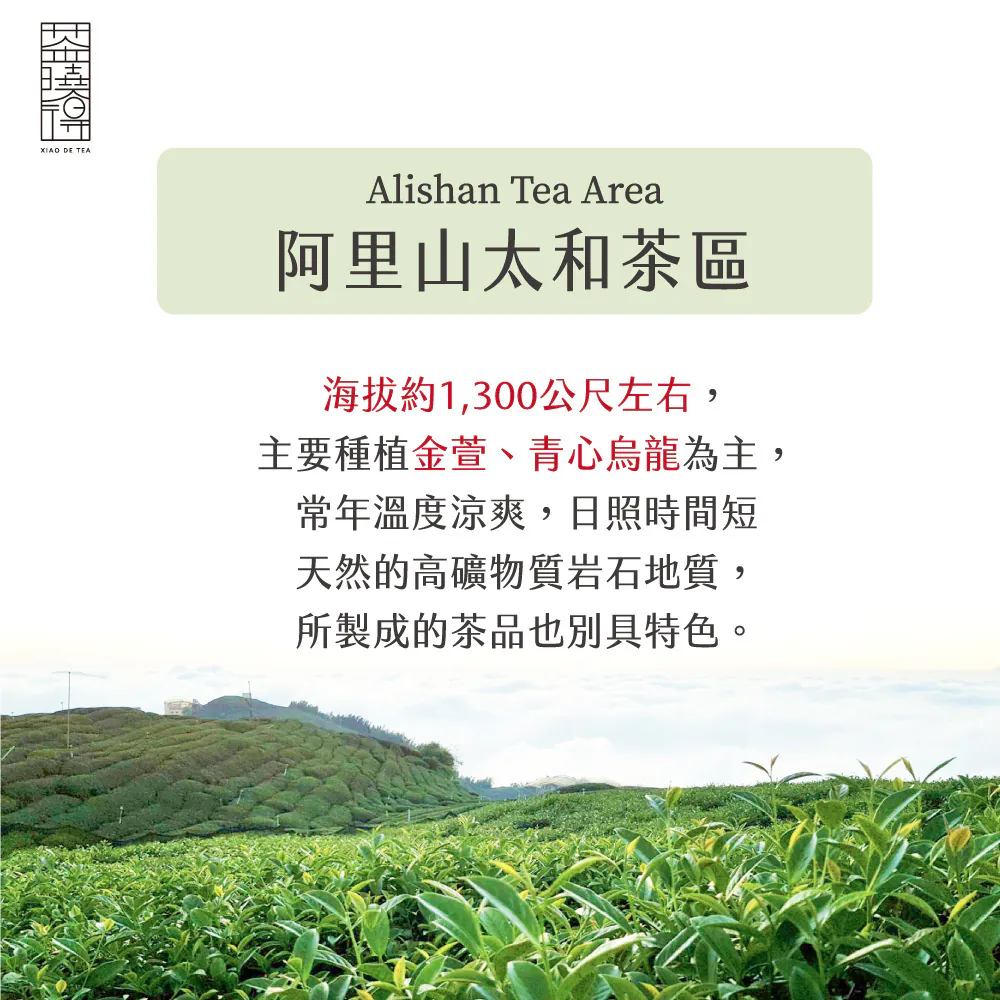 茶曉得
XIAO DE TEA
Alishan Tea Area
阿里山太和茶區
海拔約1,300公尺左右，
主要種植金萱、青心烏龍為主，
常年溫度涼爽，日照時間短
天然的高礦物質岩石地質，
所製成的茶品也別具特色。